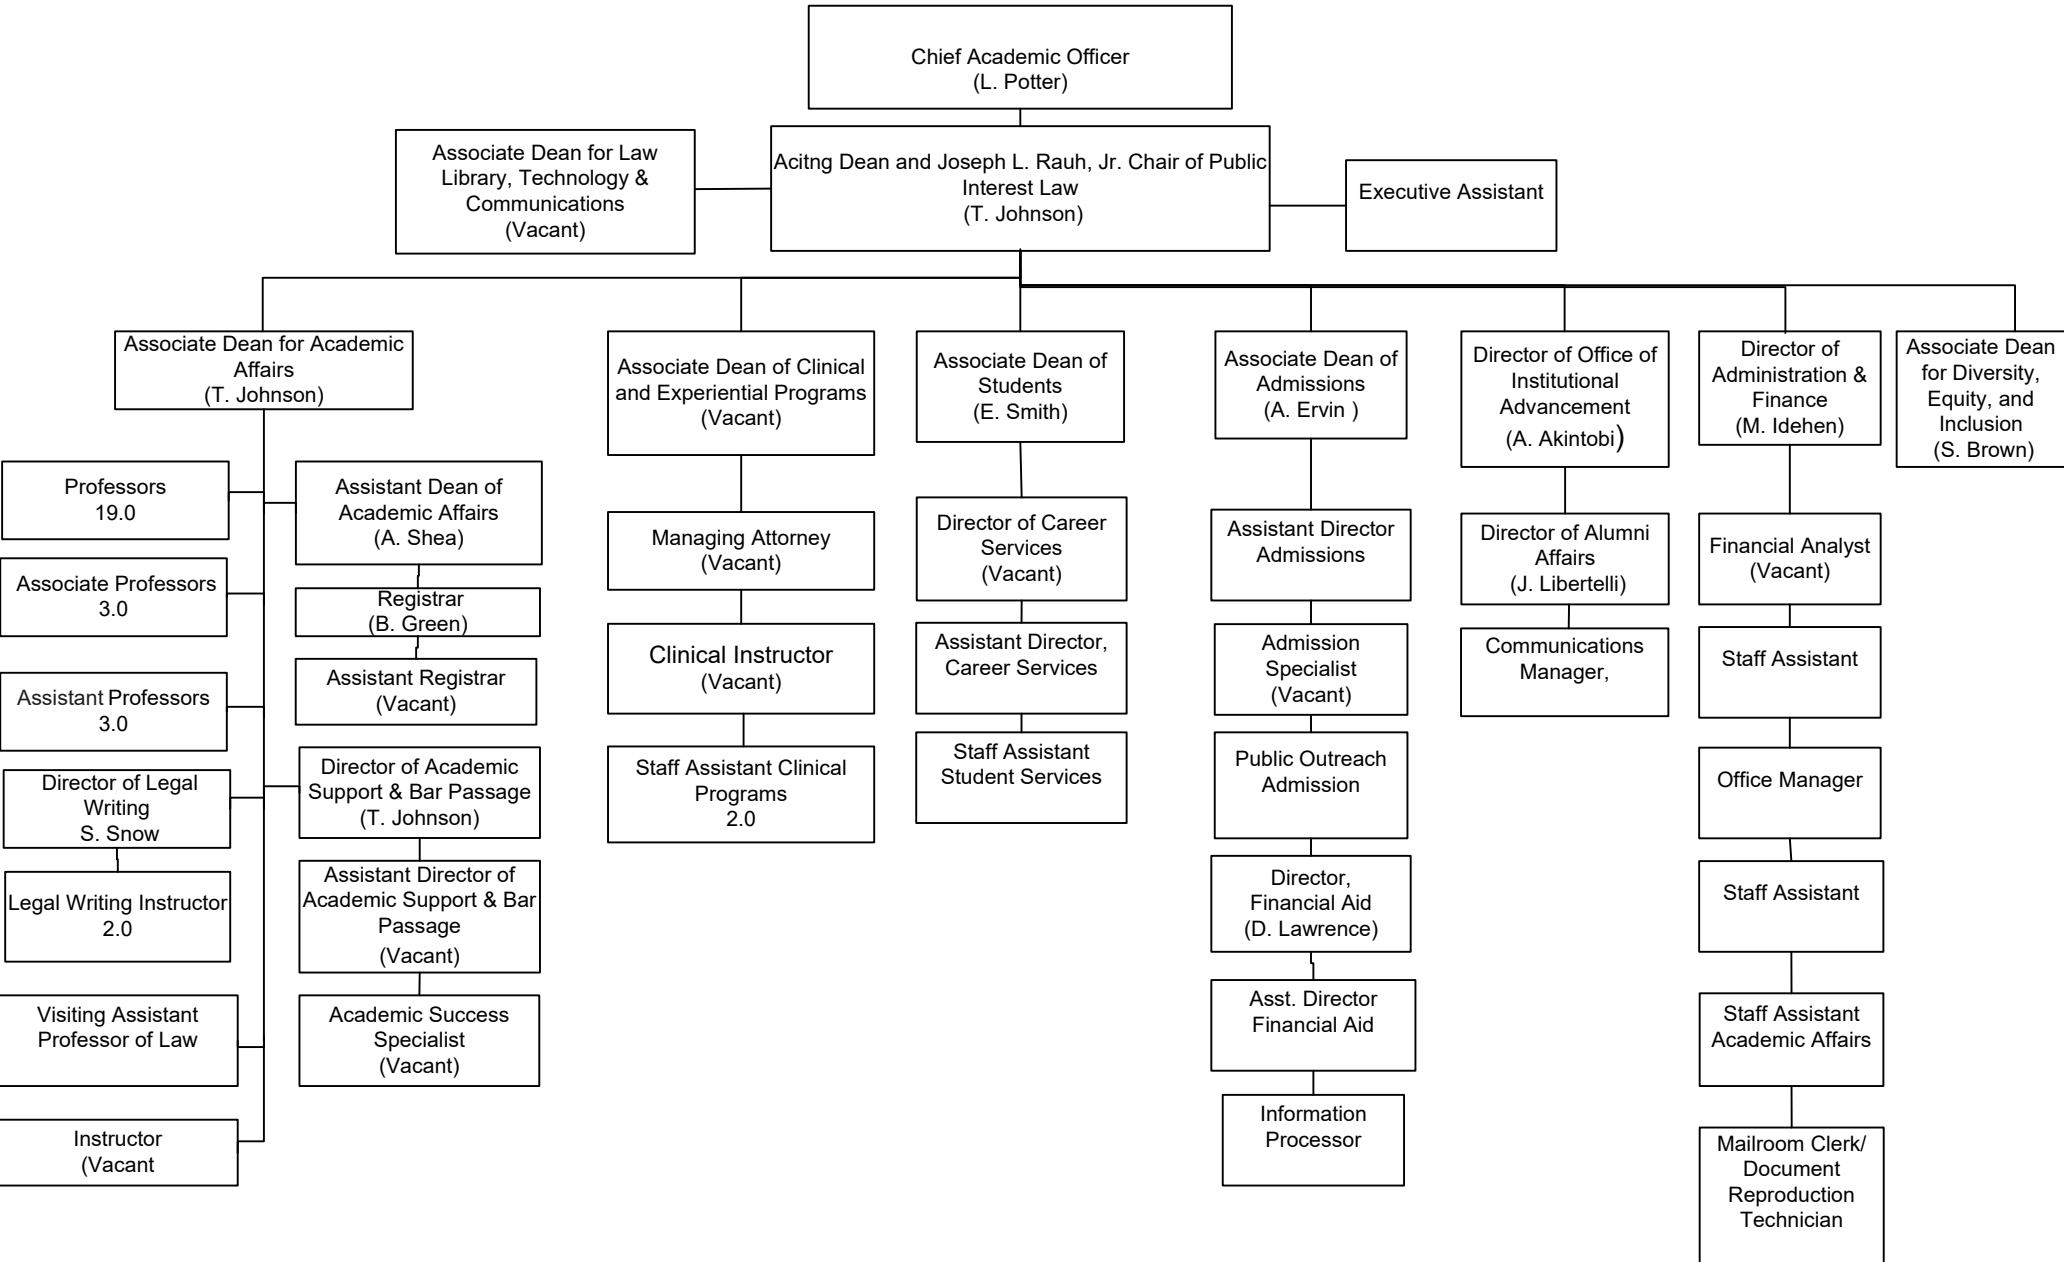 Chief Academic Officer
(L. Potter)
Associate Dean for Law
Library, Technology &
Communications
(Vacant)
Acitng Dean and Joseph L. Rauh, Jr. Chair of Public
Interest Law
(T. Johnson)
Executive Assistant
Associate Dean for Academic
Affairs
(T. Johnson)
Professors
19.0
Associate Professors
3.0
Assistant Professors
3.0
Director of Legal
Writing
S. Snow
Legal Writing Instructor
2.0
Visiting Assistant
Professor of Law
Instructor
(Vacant
Assistant Dean of
Academic Affairs
(A. Shea)
Registrar
(B. Green)
Assistant Registrar
(Vacant)
Director of Academic
Support & Bar Passage
(T. Johnson)
Assistant Director of
Academic Support & Bar
Passage
(Vacant)
Academic Success
Specialist
(Vacant)
Associate Dean of Clinical
and Experiential Programs
(Vacant)
Managing Attorney
(Vacant)
Clinical Instructor
(Vacant)
Staff Assistant Clinical
Programs
2.0
Associate Dean of
Students
(E. Smith)
Director of Career
Services
(Vacant)
Assistant Director,
Career Services
Staff Assistant
Student Services
Associate Dean of
Admissions
(A. Ervin )
Assistant Director
Admissions
Admission
Specialist
(Vacant)
Public Outreach
Admission
Director,
Financial Aid
(D. Lawrence)
Asst. Director
Financial Aid
Information
Processor
Director of Office of
Institutional
Advancement
(A. Akintobi)
Director of Alumni
Affairs
(J. Libertelli)
Communications
Manager,
Director of
Administration &
Finance
(M. Idehen)
Financial Analyst
(Vacant)
Staff Assistant
Office Manager
Staff Assistant
Staff Assistant
Academic Affairs
Mailroom Clerk/
Document
Reproduction
Technician
Associate Dean
for Diversity,
Equity, and
Inclusion
(S. Brown)